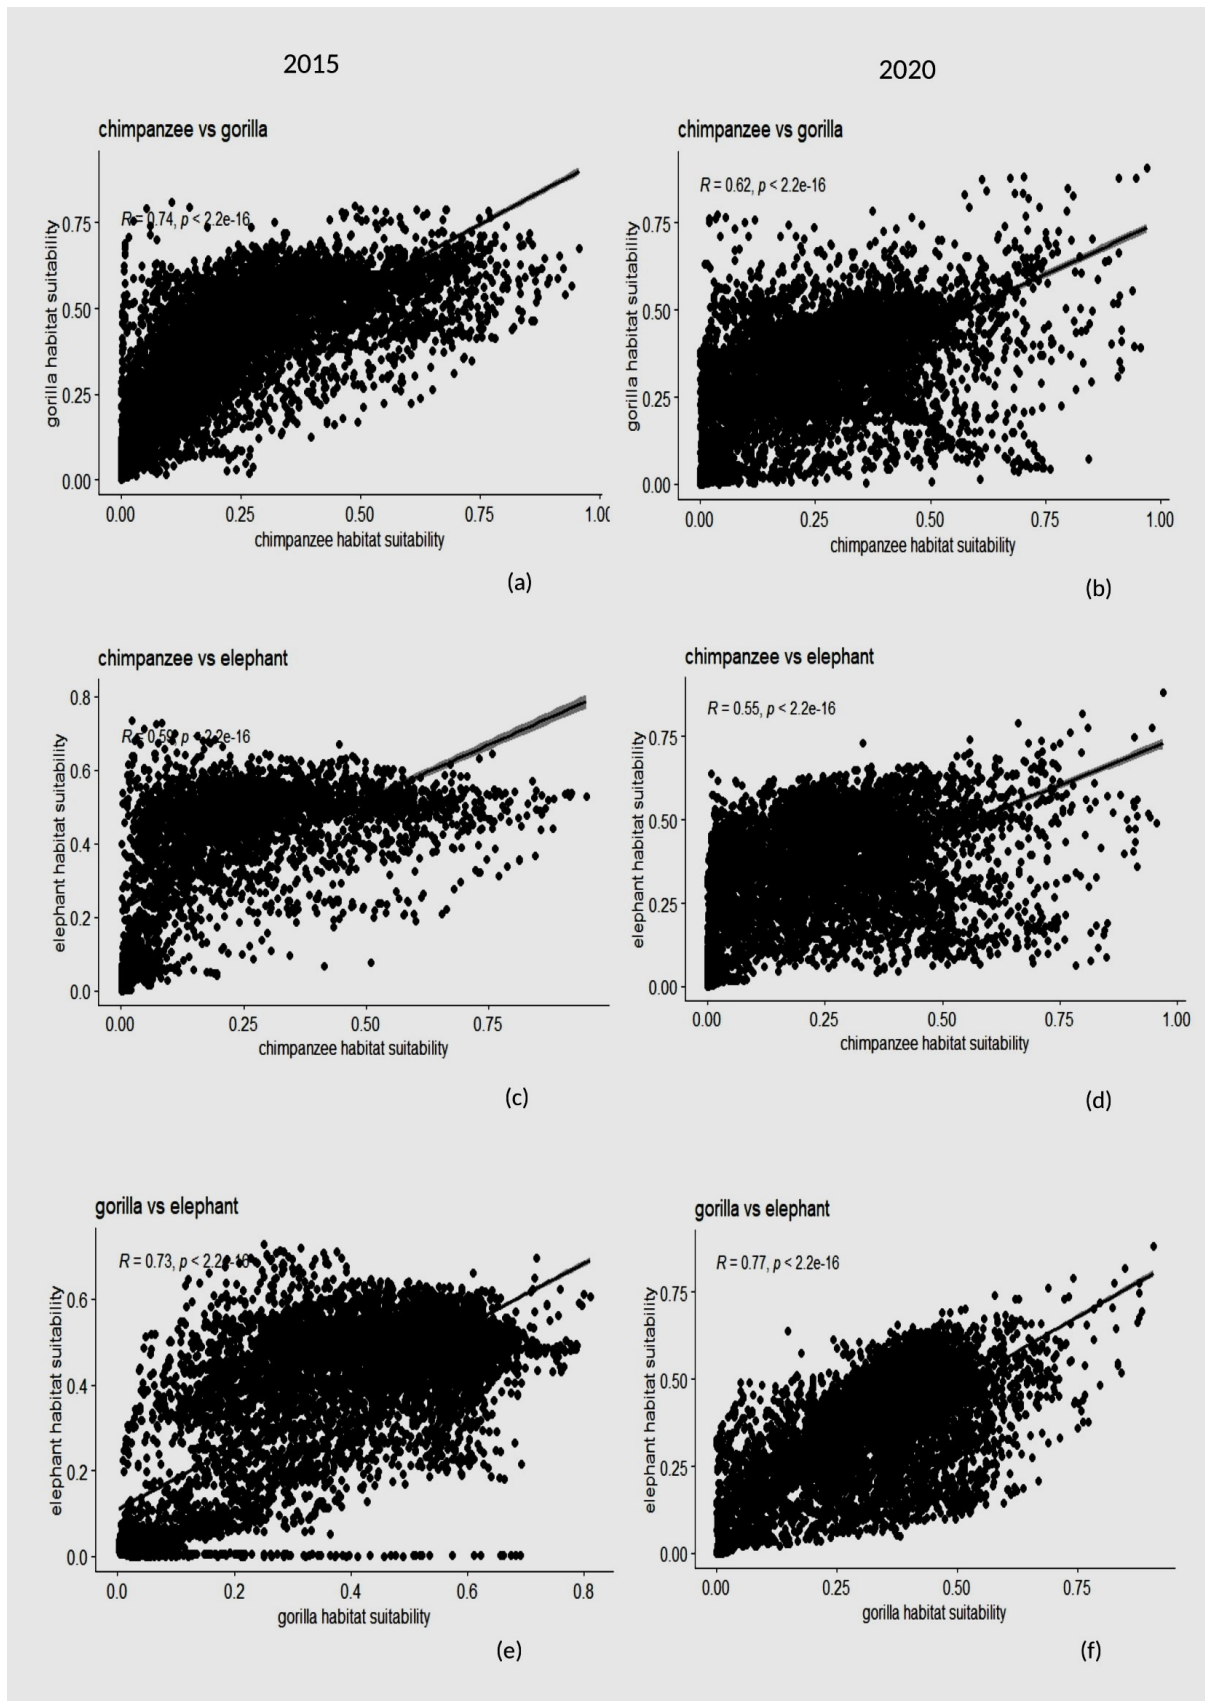 2015
2020
chimpanzee vs gorilla
R = 0.74, p < 2.2e-16
gorilla habitat suitability
0.75
0.50
0.25
0.00
0.00 0.25 0.50 0.75 1.00
chimpanzee habitat suitability
(a)
chimpanzee vs gorilla
R = 0.62, p < 2.2e-16
gorilla habitat suitability
0.75
0.50
0.25
0.00
0.00 0.25 0.50 0.75 1.00
chimpanzee habitat suitability
(b)
chimpanzee vs elephant
R = 0.59, p < 2.2e-16
elephant habitat suitability
0.8
0.6
0.4
0.2
0.0
0.00 0.25 0.50 0.75
chimpanzee habitat suitability
(c)
chimpanzee vs elephant
R = 0.55, p < 2.2e-16
elephant habitat suitability
0.75
0.50
0.25
0.00
0.00 0.25 0.50 0.75 1.00
chimpanzee habitat suitability
(d)
gorilla vs elephant
R = 0.73, p < 2.2e-16
elephant habitat suitability
0.6
0.4
0.2
0.0
0.0 0.2 0.4 0.6 0.8
gorilla habitat suitability
(e)
gorilla vs elephant
R = 0.77, p < 2.2e-16
elephant habitat suitability
0.75
0.50
0.25
0.00
0.00 0.25 0.50 0.75
gorilla habitat suitability
(f)